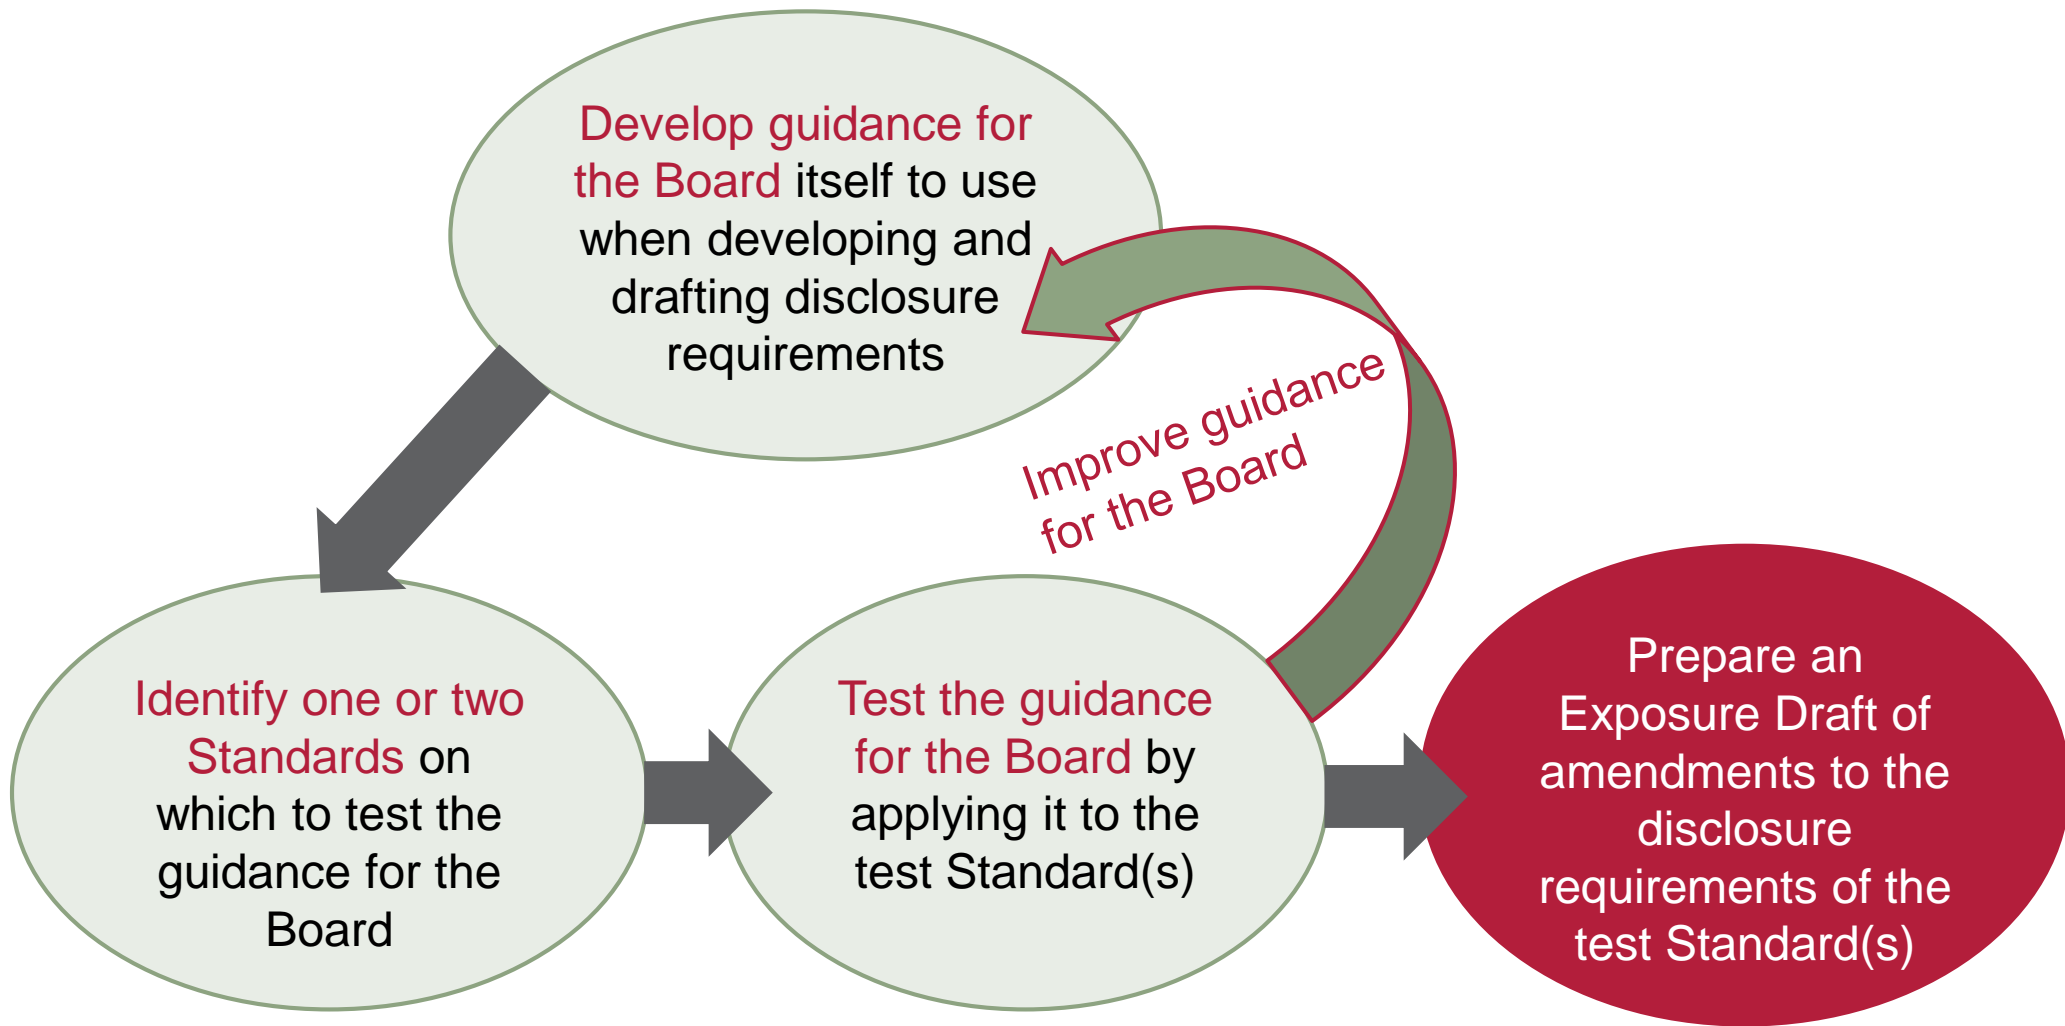 Develop guidance for
the Board itself to use
when developing and
drafting disclosure
requirements
Improve guidance
for the Board
Identify one or two
Standards on
which to test the
guidance for the
Board
Test the guidance
for the Board by
applying it to the
test Standard(s)
Prepare an
Exposure Draft of
amendments to the
disclosure
requirements of the
test Standard(s)